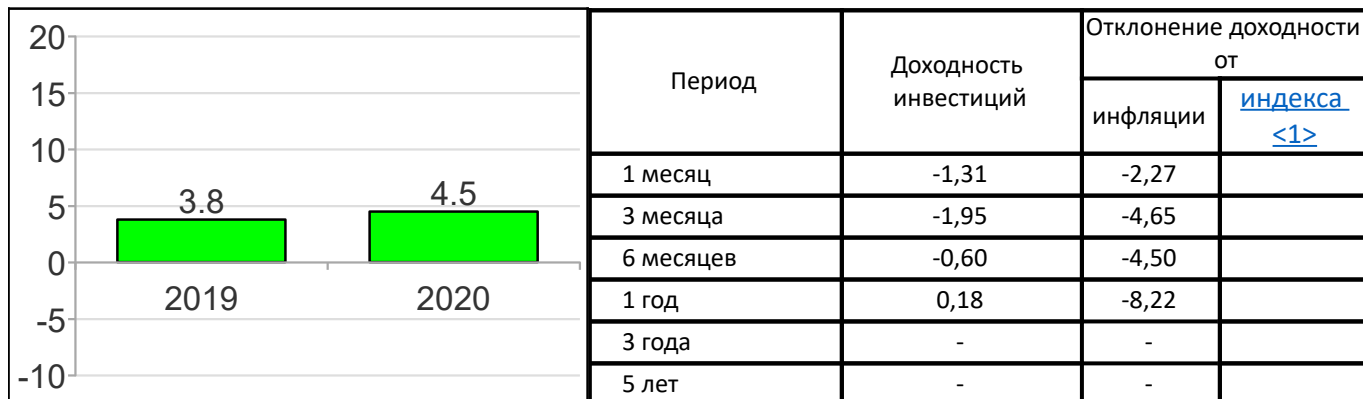 20
15
10
5
0
-5
-10
3.8
4.5
2019
2020
Период
Доходность
инвестиций
Отклонение доходности
от
инфляции
индекса
<1>
1 месяц -1,31 -2,27
3 месяца -1,95 -4,65
6 месяцев -0,60 -4,50
1 год 0,18 -8,22
3 года - -
5 лет - -